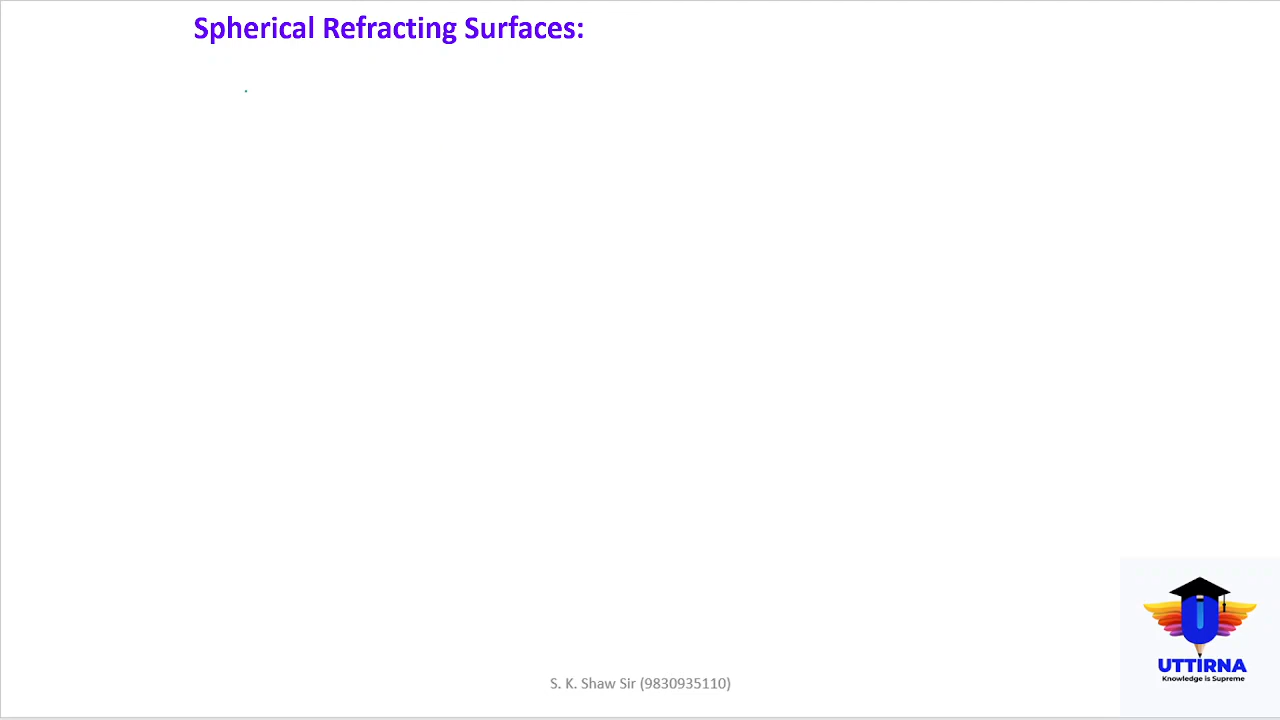 Spherical Refracting Surfaces:
U
UTTIRNA
Knowledge is Supreme
S. K. Shaw Sir (9830935110)